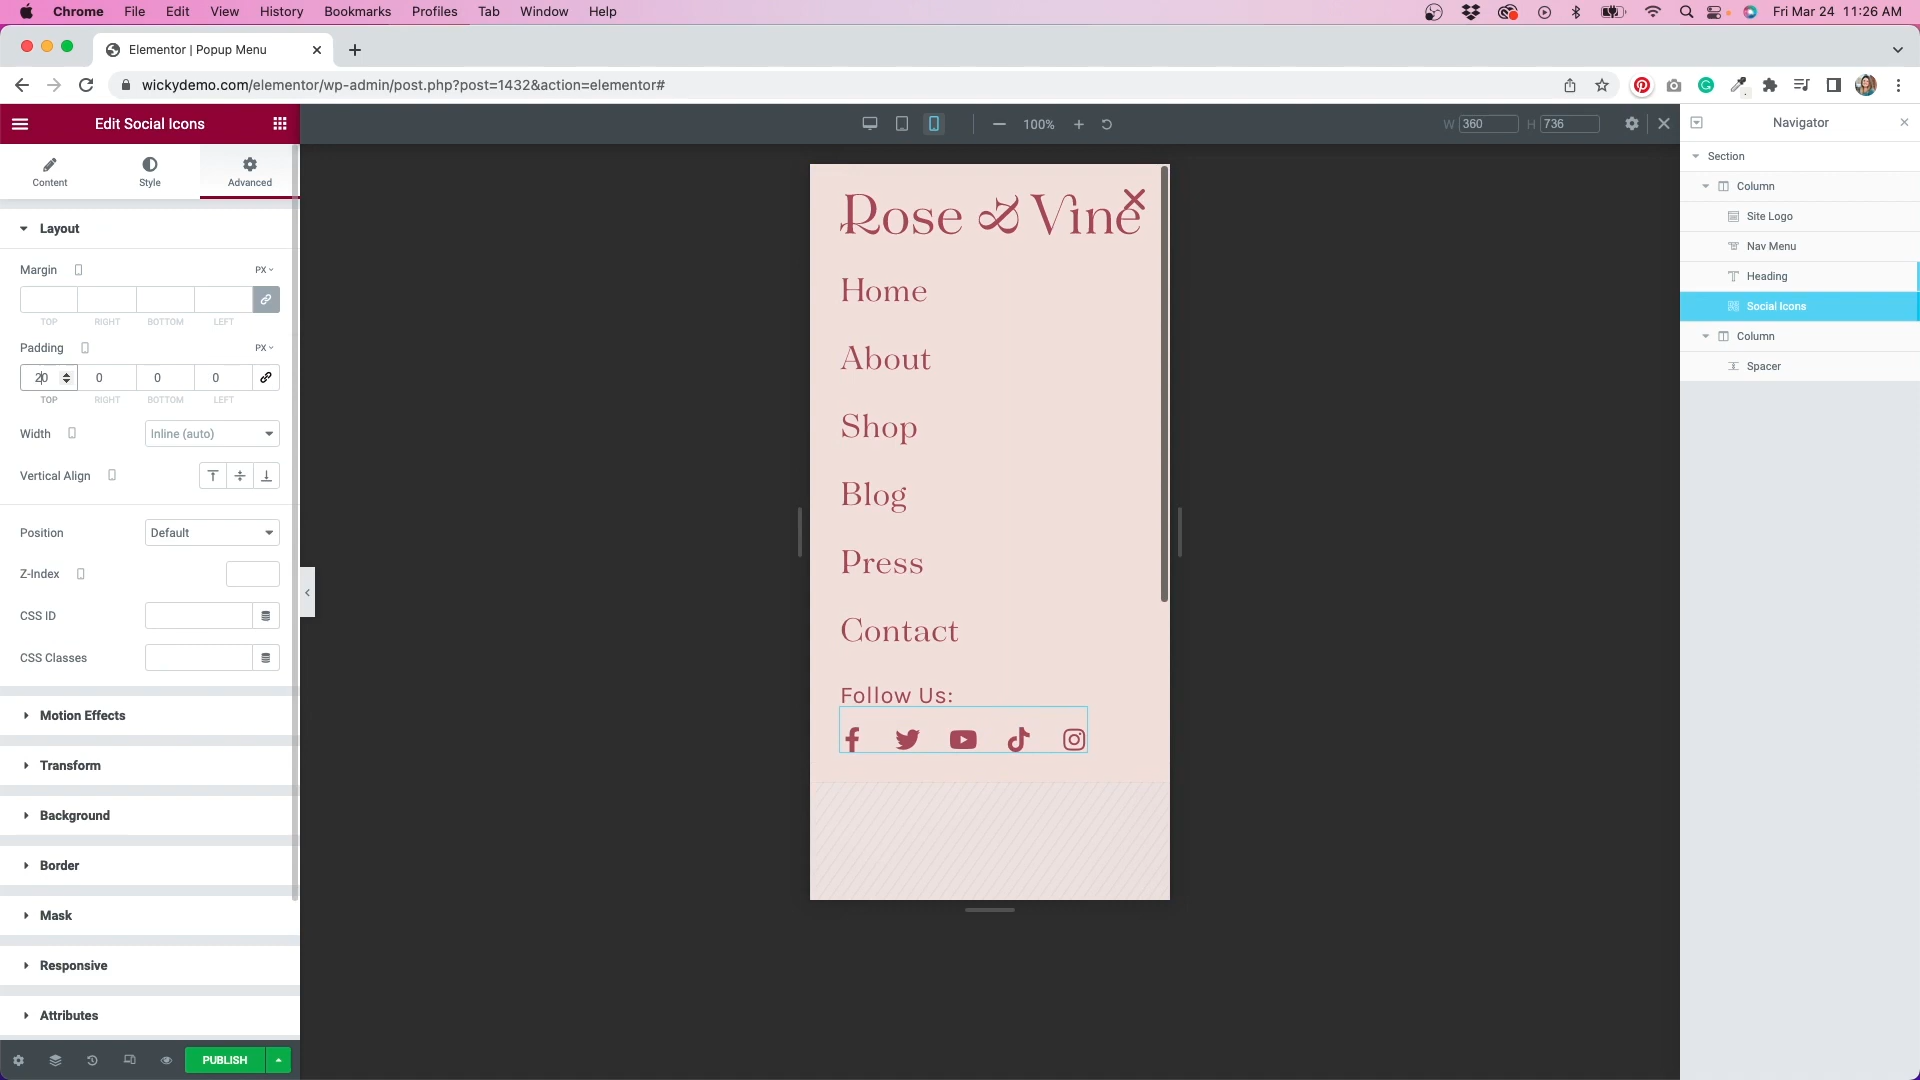 Chrome File Edit View History Bookmarks Profiles Tab Window Help Fri Mar 24 11:26 AM
Elementor | Popup Menu
wickydemo.com/elementor/wp-admin/post.php?post=1432&action=elementor#
Edit Social Icons
100%
W 360 H 736
Navigator
Content
Style
Advanced
Layout
Margin
PX
TOP RIGHT BOTTOM LEFT
Padding
PX
20 0 0 0
TOP RIGHT BOTTOM LEFT
Width
Inline (auto)
Vertical Align
Position
Default
Z-Index
CSS ID
CSS Classes
Motion Effects
Transform
Background
Border
Mask
Responsive
Attributes
PUBLISH
Rose & Vine
Home
About
Shop
Blog
Press
Contact
Follow Us:
Section
Column
Site Logo
Nav Menu
Heading
Social Icons
Column
Spacer